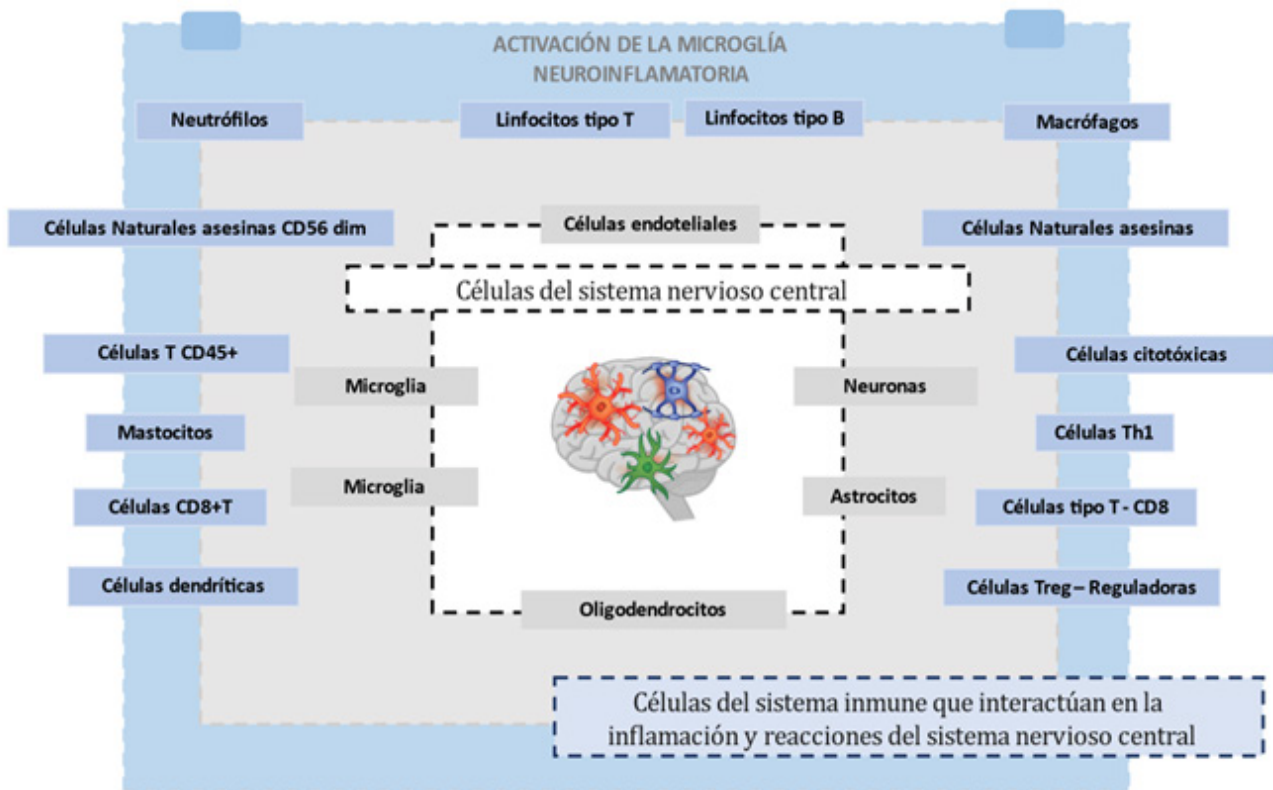 ACTIVACIÓN DE LA MICROGLÍA
NEUROINFLAMATORIA
Neutrófilos
Linfocitos tipo T
Linfocitos tipo B
Macrófagos
Células Naturales asesinas CD56 dim
Células endoteliales
Células Naturales asesinas
Células del sistema nervioso central
Células T CD45+
Células citotóxicas
Microglia
Neuronas
Mastocitos
Células Th1
Microglia
Astrocitos
Células CD8+T
Células tipo T - CD8
Células dendríticas
Células Treg – Reguladoras
Oligodendrocitos
Células del sistema inmune que interactúan en la
inflamación y reacciones del sistema nervioso central